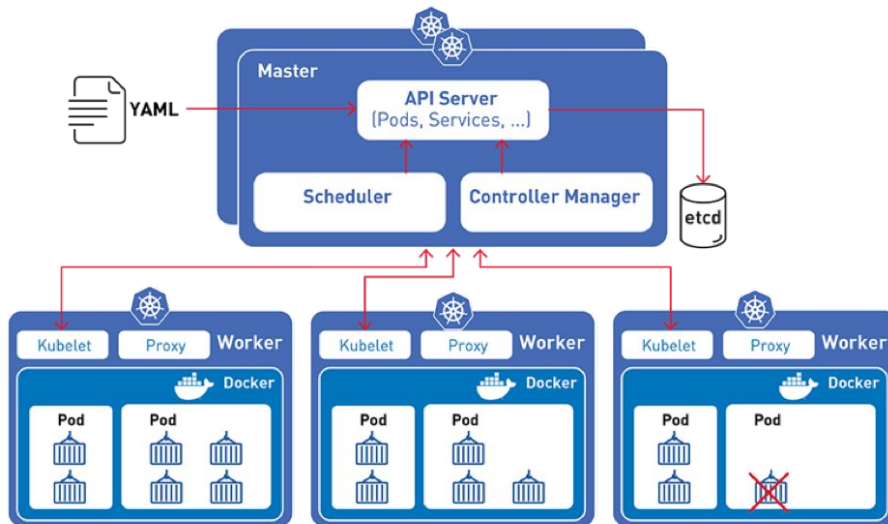 Master
YAML
API Server
(Pods, Services, ...)
Scheduler
Controller Manager
etcd
Kubelet
Proxy
Worker
Docker
Pod
Pod
Kubelet
Proxy
Worker
Docker
Pod
Pod
Kubelet
Proxy
Worker
Docker
Pod
Pod